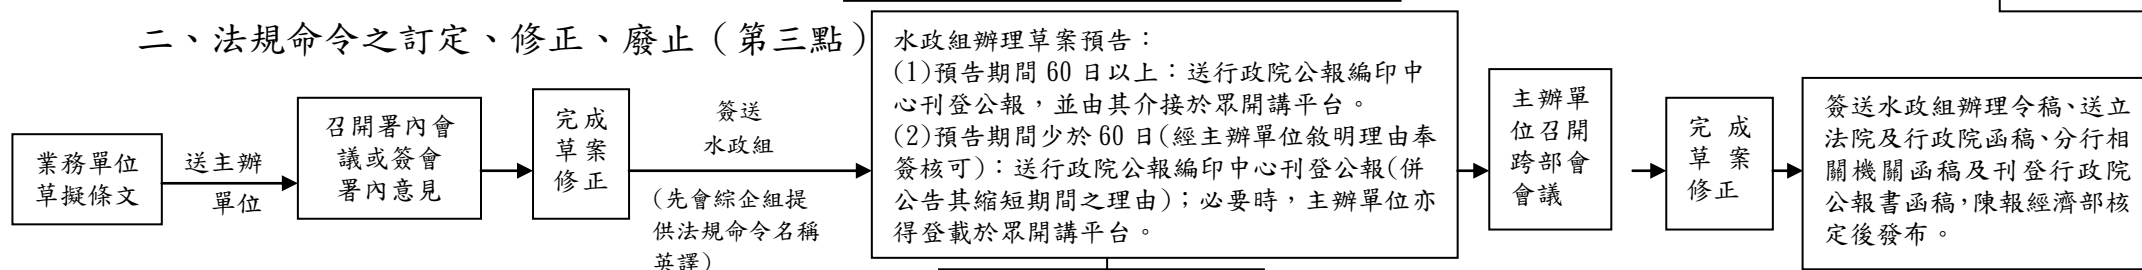 二、法規命令之訂定、修正、廢止（第三點）
業務單位
草擬條文
送主辦
單位
召開署內會
議或簽會
署內意見
完成
草案
修正
簽送
水政組
(先會綜企組提
供法規命令名稱
英譯)
水政組辦理草案預告：
(1)預告期間 60 日以上：送行政院公報編印中
心刊登公報，並由其介接於眾開講平台。
(2)預告期間少於 60 日(經主辦單位敘明理由奉
簽核可)：送行政院公報編印中心刊登公報(併
公告其縮短期間之理由)；必要時，主辦單位亦
得登載於眾開講平台。
主辦單
位召開
跨部會
會議
完 成
草 案
修正
簽送水政組辦理令稿、送立
法院及行政院函稿、分行相
關機關函稿及刊登行政院
公報書函稿，陳報經濟部核
定後發布。